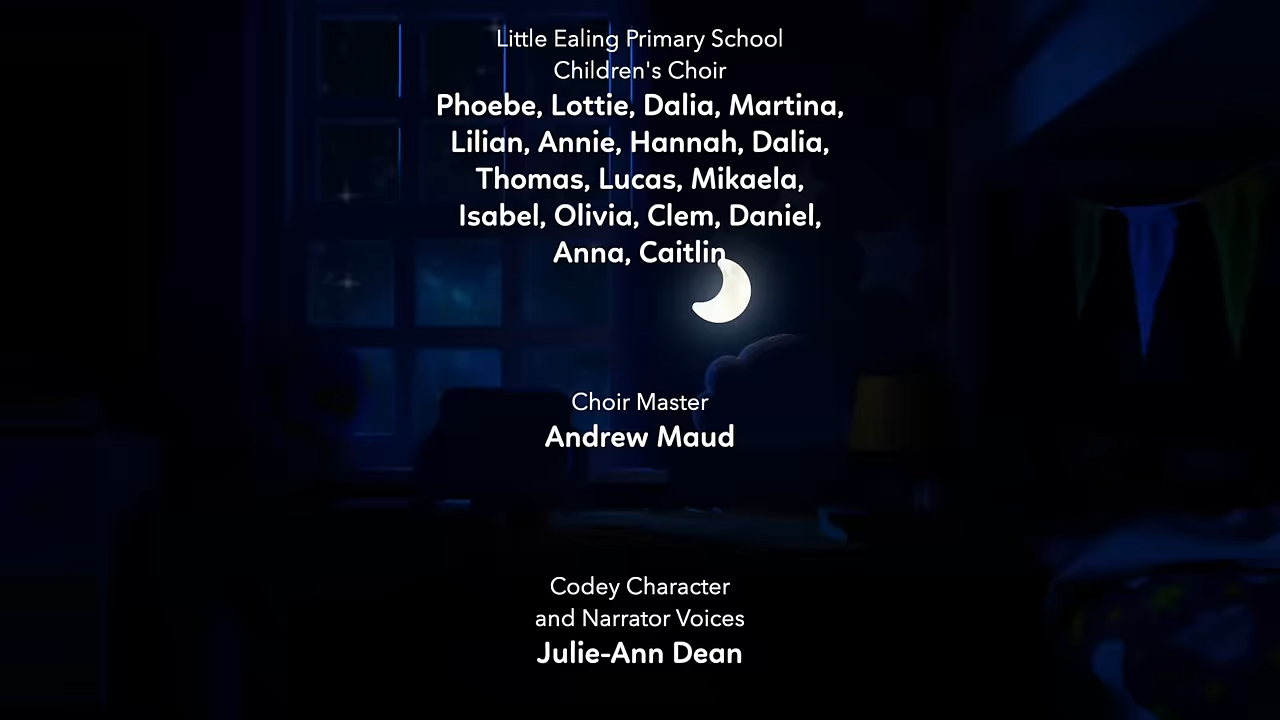 Little Ealing Primary School
Children's Choir
Phoebe, Lottie, Dalia, Martina,
Lilian, Annie, Hannah, Dalia,
Thomas, Lucas, Mikaela,
Isabel, Olivia, Clem, Daniel,
Anna, Caitlin
Choir Master
Andrew Maud
Codey Character
and Narrator Voices
Julie-Ann Dean